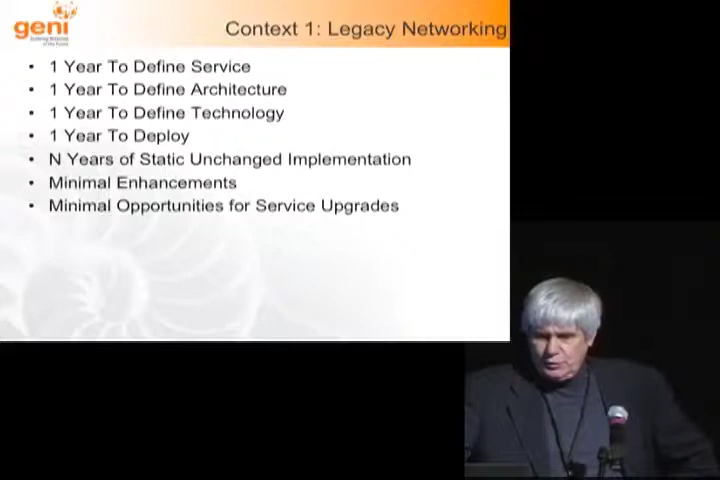 geni
Context 1: Legacy Networking
• 1 Year To Define Service
• 1 Year To Define Architecture
• 1 Year To Define Technology
• 1 Year To Deploy
• N Years of Static Unchanged Implementation
• Minimal Enhancements
• Minimal Opportunities for Service Upgrades